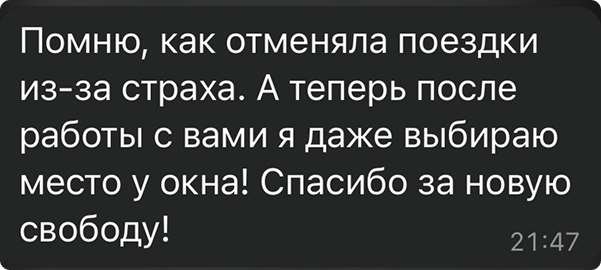 Помню, как отменяла поездки
из-за страха. А теперь после
работы с вами я даже выбираю
место у окна! Спасибо за новую
свободу!
21:47